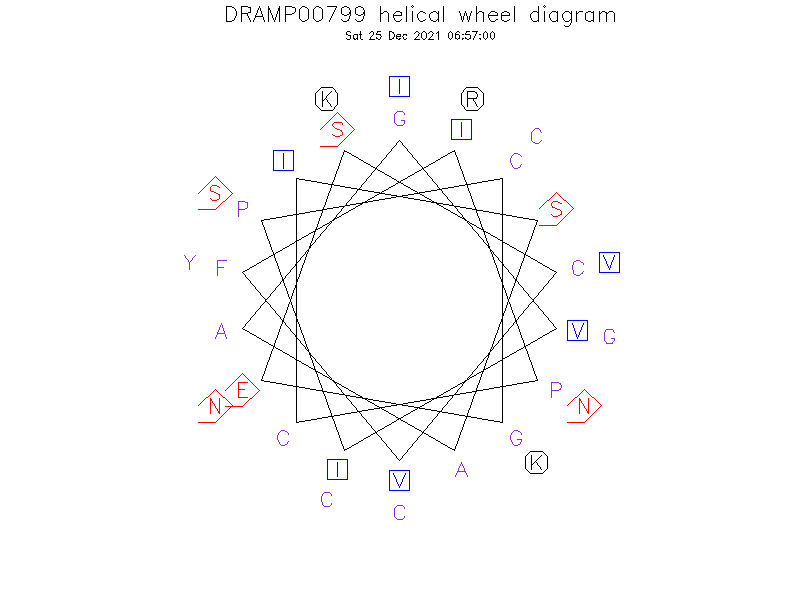 DRAMP00799 helical wheel diagram
Sat 25 Dec 2021 06:57:00
I
K R
G
S I
C
I C
S
P S
Y F C V
A V G
E P
N N
C G
K
I A
V
C
C